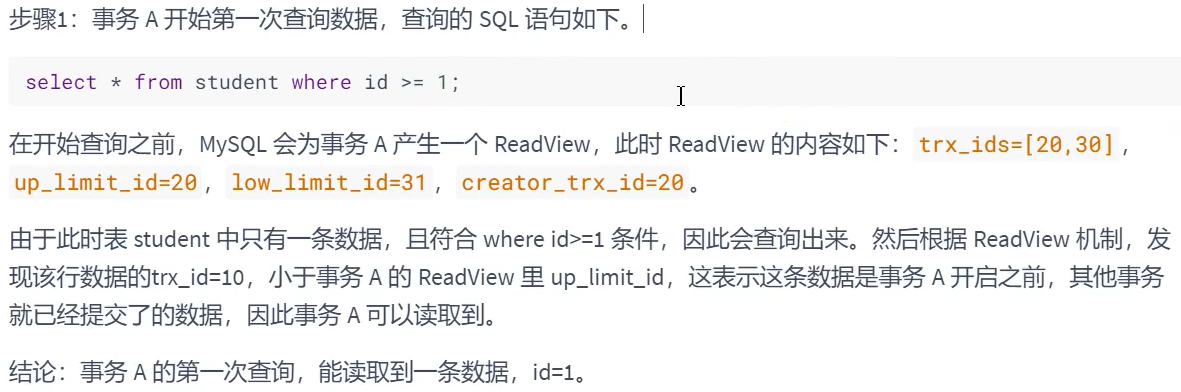 步骤1：事务 A 开始第一次查询数据，查询的 SQL 语句如下。
select * from student where id >= 1;
在开始查询之前，MySQL 会为事务 A 产生一个 ReadView，此时 ReadView 的内容如下： trx_ids=[20,30] ，
up_limit_id=20 ， low_limit_id=31 ， creator_trx_id=20 。
由于此时表 student 中只有一条数据，且符合 where id>=1 条件，因此会查询出来。然后根据 ReadView 机制，发
现该行数据的trx_id=10，小于事务 A 的 ReadView 里 up_limit_id，这表示这条数据是事务 A 开启之前，其他事务
就已经提交了的数据，因此事务 A 可以读取到。
结论：事务 A 的第一次查询，能读取到一条数据，id=1。